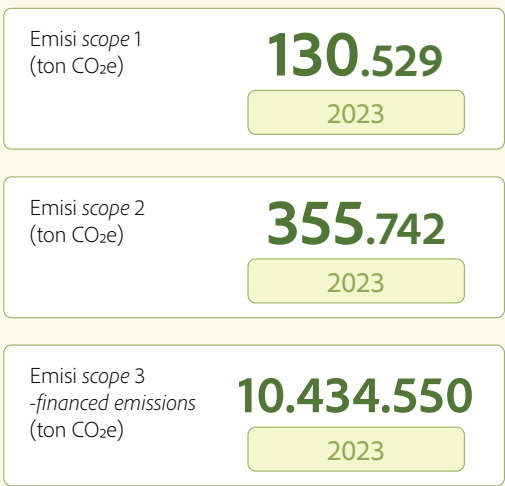 Emisi scope 1
(ton CO₂e)
130.529
2023
Emisi scope 2
(ton CO₂e)
355.742
2023
Emisi scope 3
-financed emissions
(ton CO₂e)
10.434.550
2023